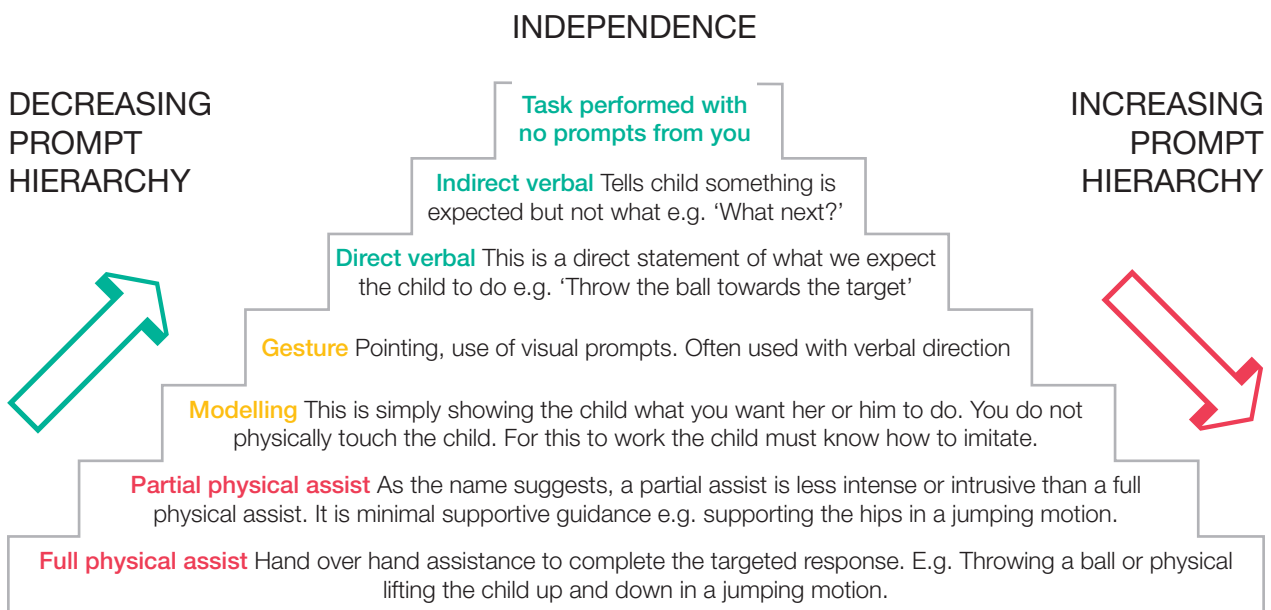 INDEPENDENCE
DECREASING
PROMPT
HIERARCHY
INCREASING
PROMPT
HIERARCHY
Task performed with
no prompts from you
Indirect verbal Tells child something is
expected but not what e.g. ‘What next?’
Direct verbal This is a direct statement of what we expect
the child to do e.g. ‘Throw the ball towards the target’
Gesture Pointing, use of visual prompts. Often used with verbal direction
Modelling This is simply showing the child what you want her or him to do. You do not
physically touch the child. For this to work the child must know how to imitate.
Partial physical assist As the name suggests, a partial assist is less intense or intrusive than a full
physical assist. It is minimal supportive guidance e.g. supporting the hips in a jumping motion.
Full physical assist Hand over hand assistance to complete the targeted response. E.g. Throwing a ball or physical
lifting the child up and down in a jumping motion.